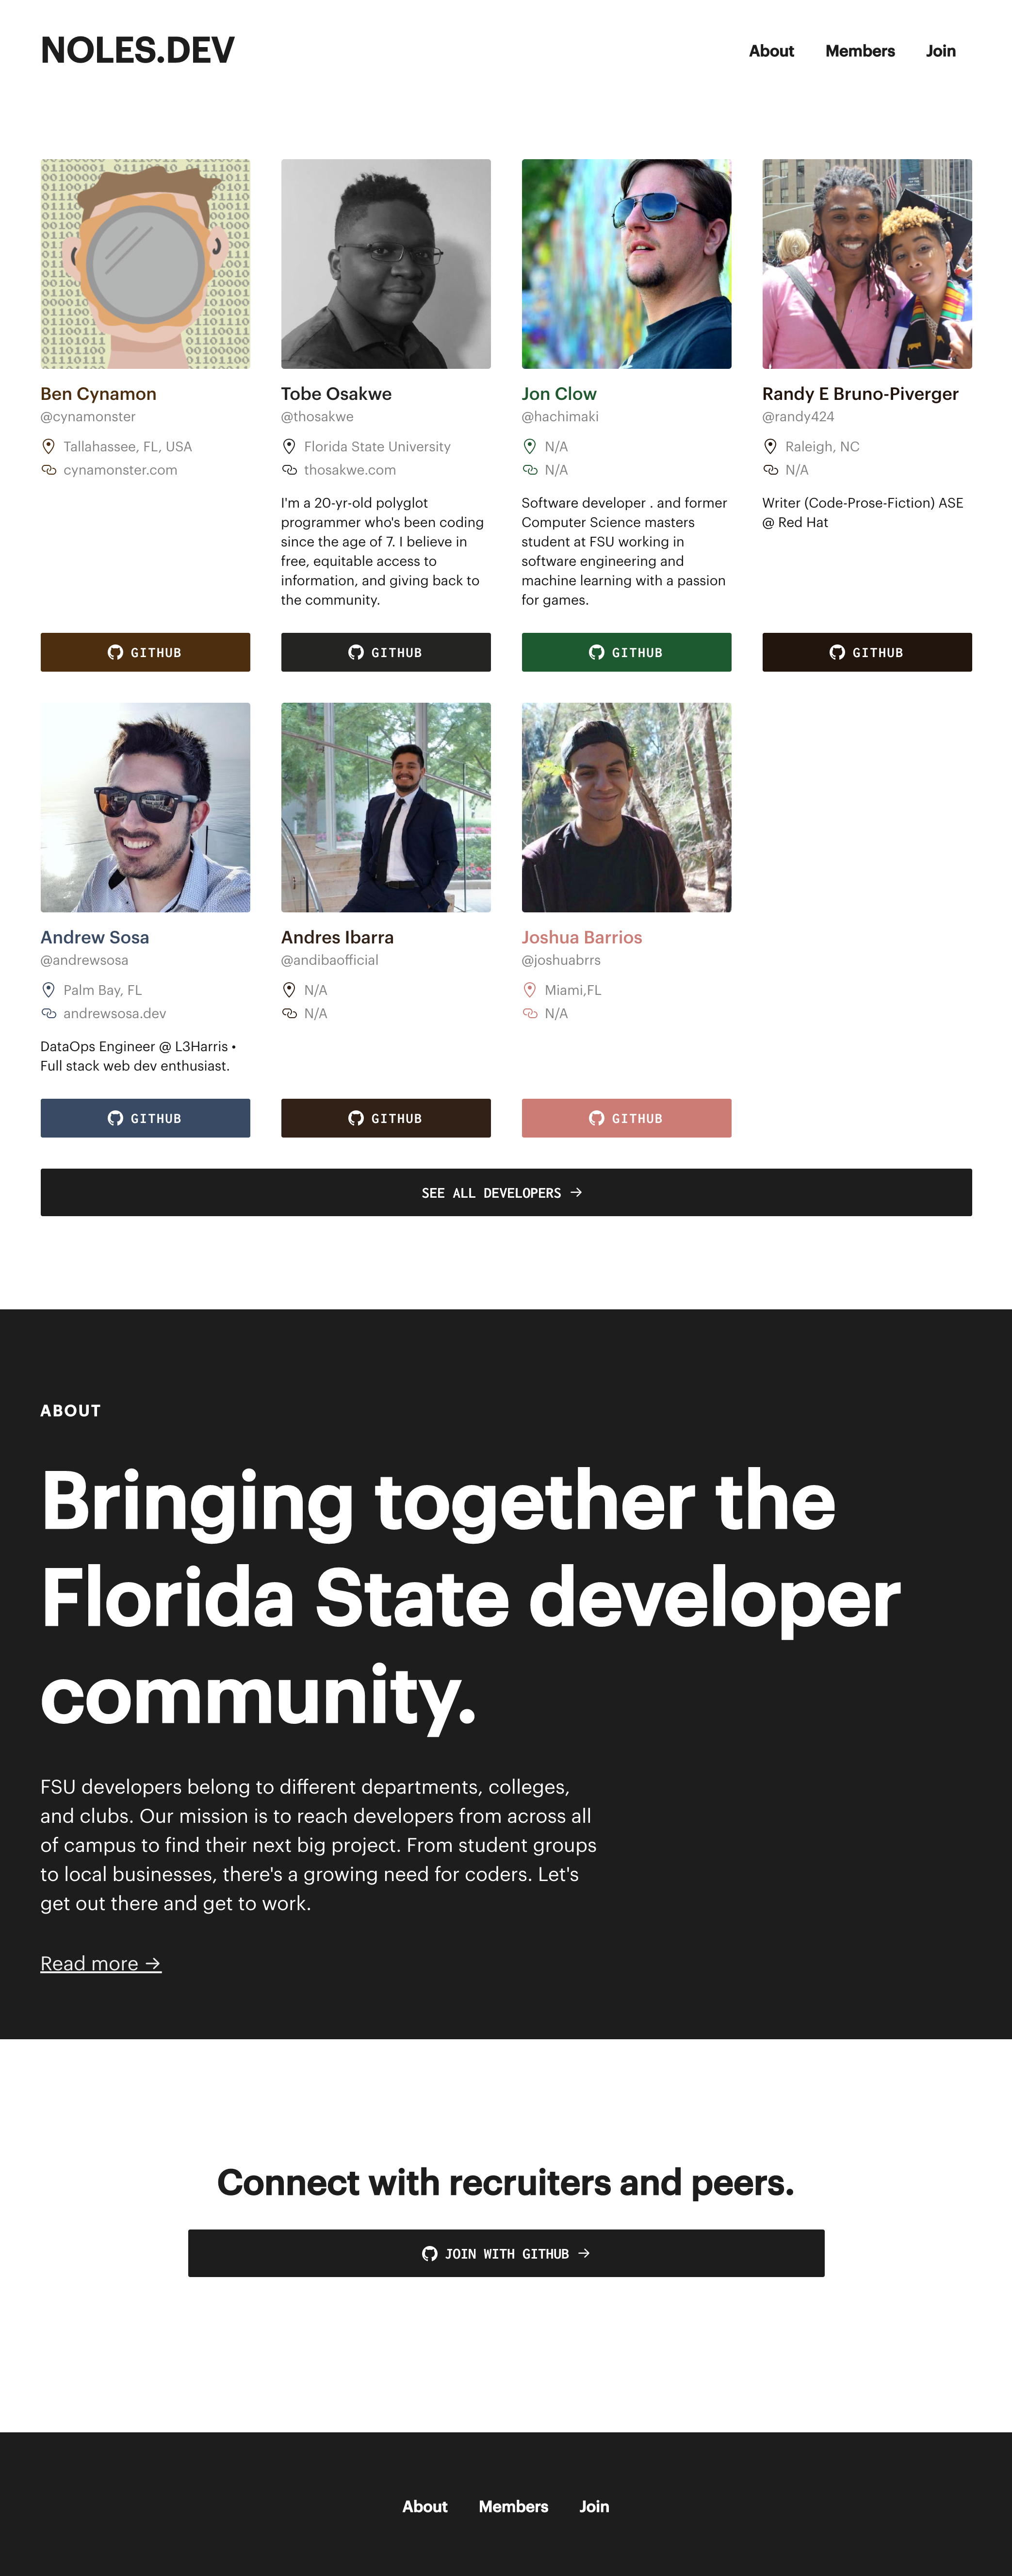 NOLES.DEV
About Members Join
Ben Cynamon
@cynamonster
Tallahassee, FL, USA
cynamonster.com
GITHUB
Tobe Osakwe
@thosakwe
Florida State University
thosakwe.com
I'm a 20-yr-old polyglot
programmer who's been coding
since the age of 7. I believe in
free, equitable access to
information, and giving back to
the community.
GITHUB
Jon Clow
@hachimaki
N/A
N/A
Software developer . and former
Computer Science masters
student at FSU working in
software engineering and
machine learning with a passion
for games.
GITHUB
Randy E Bruno-Piverger
@randy424
Raleigh, NC
N/A
Writer (Code-Prose-Fiction) ASE
@ Red Hat
GITHUB
Andrew Sosa
@andrewsosa
Palm Bay, FL
andrewsosa.dev
DataOps Engineer @ L3Harris •
Full stack web dev enthusiast.
GITHUB
Andres Ibarra
@andibaofficial
N/A
N/A
GITHUB
Joshua Barrios
@joshuabrrs
Miami,FL
N/A
GITHUB
SEE ALL DEVELOPERS →
ABOUT
Bringing together the
Florida State developer
community.
FSU developers belong to different departments, colleges,
and clubs. Our mission is to reach developers from across all
of campus to find their next big project. From student groups
to local businesses, there's a growing need for coders. Let's
get out there and get to work.
Read more →
Connect with recruiters and peers.
JOIN WITH GITHUB →
About Members Join